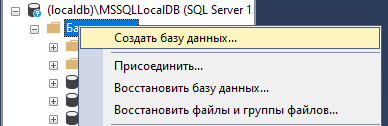 (localdb)\MSSQLLocalDB (SQL Server 1
Ба
Создать базу данных...
Присоединить...
Восстановить базу данных...
Восстановить файлы и группы файлов...